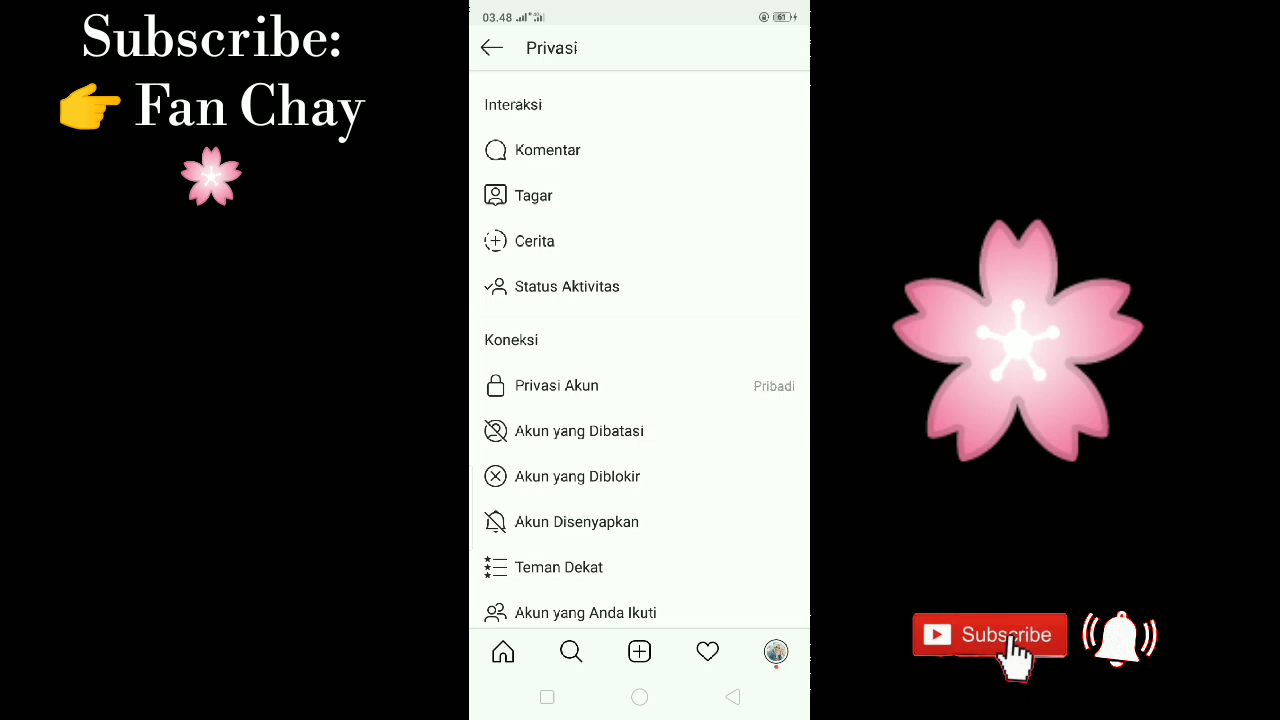 Subscribe:
👉 Fan Chay
🌸
03.48
61
Privasi
Interaksi
Komentar
Tagar
Cerita
Status Aktivitas
Koneksi
Privasi Akun Pribadi
Akun yang Dibatasi
Akun yang Diblokir
Akun Disenyapkan
Teman Dekat
Akun yang Anda Ikuti
Subscribe